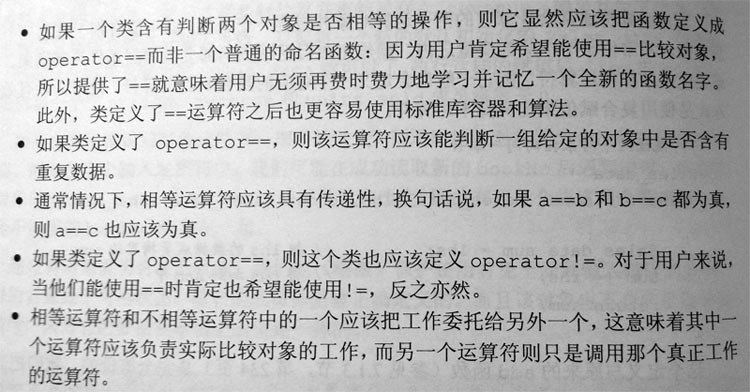 • 如果一个类含有判断两个对象是否相等的操作，则它显然应该把函数定义成
operator==而非一个普通的命名函数：因为用户肯定希望能使用==比较对象，
所以提供了==就意味着用户无须再费时费力地学习并记忆一个全新的函数名字。
此外，类定义了==运算符之后也更容易使用标准库容器和算法。
• 如果类定义了 operator==，则该运算符应该能判断一组给定的对象中是否含有
重复数据。
• 通常情况下，相等运算符应该具有传递性，换句话说，如果 a==b 和 b==c 都为真，
则 a==c 也应该为真。
• 如果类定义了 operator==，则这个类也应该定义 operator!=。对于用户来说，
当他们能使用==时肯定也希望能使用!=，反之亦然。
• 相等运算符和不相等运算符中的一个应该把工作委托给另外一个，这意味着其中一
个运算符应该负责实际比较对象的工作，而另一个运算符则只是调用那个真正工作
的运算符。